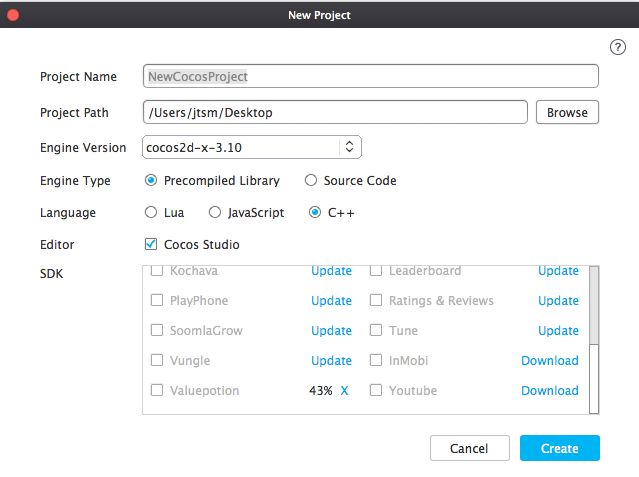 New Project
?
Project Name NewCocosProject
Project Path /Users/jtsm/Desktop Browse
Engine Version cocos2d-x-3.10
Engine Type Precompiled Library Source Code
Language Lua JavaScript C++
Editor Cocos Studio
SDK Kochava Update Leaderboard Update
PlayPhone Update Ratings & Reviews Update
SoomlaGrow Update Tune Update
Vungle Update InMobi Download
Valuepotion 43% X Youtube Download
Cancel Create